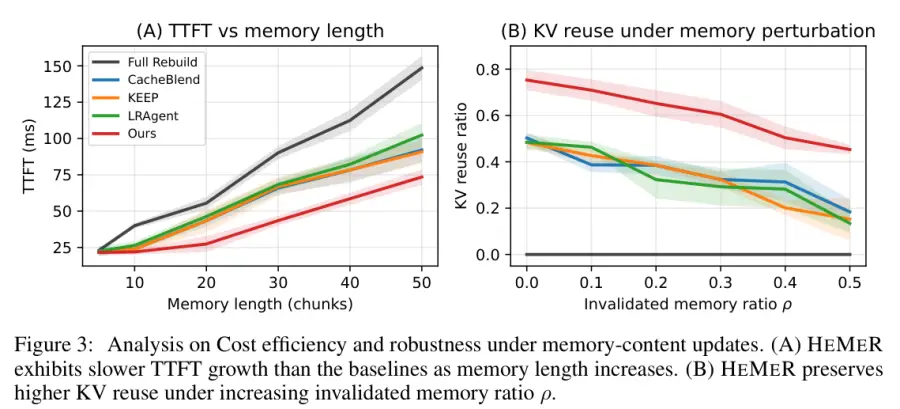 (A) TTFT vs memory length
150
125
100
75
50
25
TTFT (ms)
Full Rebuild
CacheBlend
KEEP
LRAgent
Ours
10
20
30
40
50
Memory length (chunks)
(B) KV reuse under memory perturbation
0.8
0.6
0.4
0.2
0.0
KV reuse ratio
0.0
0.1
0.2
0.3
0.4
0.5
Invalidated memory ratio ρ
Figure 3: Analysis on Cost efficiency and robustness under memory-content updates. (A) HEMER
exhibits slower TTFT growth than the baselines as memory length increases. (B) HEMER preserves
higher KV reuse under increasing invalidated memory ratio ρ.